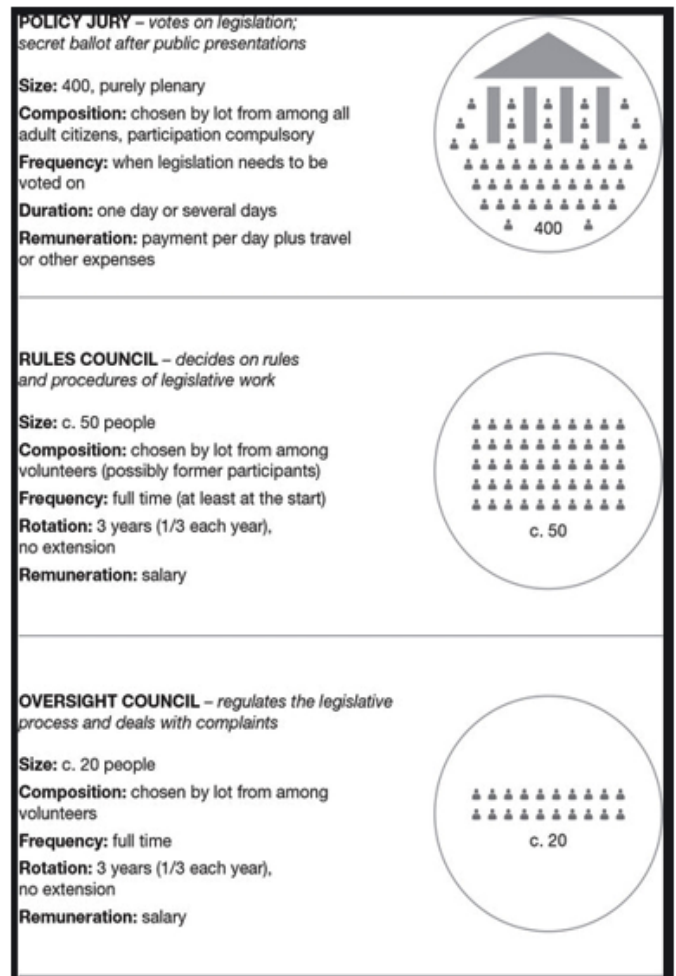 POLICY JURY – votes on legislation;
secret ballot after public presentations
Size: 400, purely plenary
Composition: chosen by lot from among all
adult citizens, participation compulsory
Frequency: when legislation needs to be
voted on
Duration: one day or several days
Remuneration: payment per day plus travel
or other expenses
400
RULES COUNCIL – decides on rules
and procedures of legislative work
Size: c. 50 people
Composition: chosen by lot from among
volunteers (possibly former participants)
Frequency: full time (at least at the start)
Rotation: 3 years (1/3 each year),
no extension
Remuneration: salary
c. 50
OVERSIGHT COUNCIL – regulates the legislative
process and deals with complaints
Size: c. 20 people
Composition: chosen by lot from among
volunteers
Frequency: full time
Rotation: 3 years (1/3 each year),
no extension
Remuneration: salary
c. 20